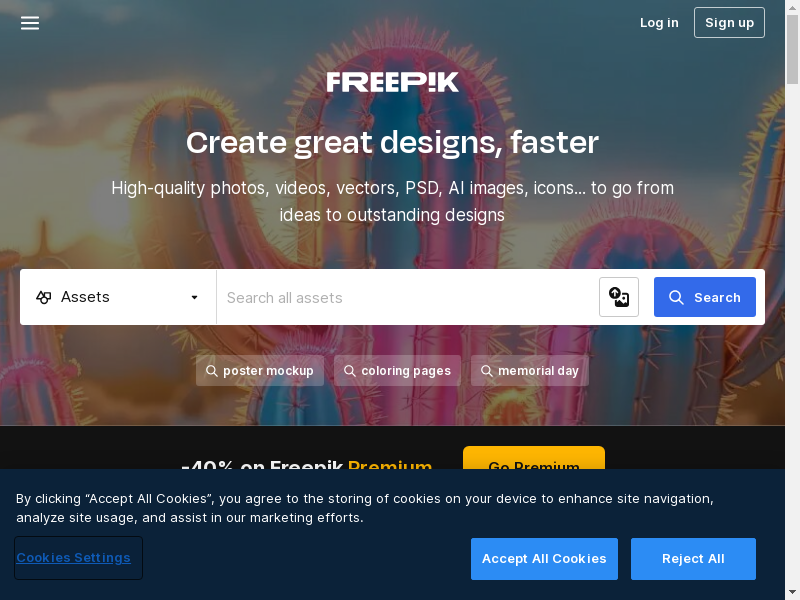 Log in
Sign up
FREEPIK
Create great designs, faster
High-quality photos, videos, vectors, PSD, AI images, icons... to go from
ideas to outstanding designs
Assets
Search all assets
Search
poster mockup
coloring pages
memorial day
-40% on Freepik Premium
Go Premium
By clicking “Accept All Cookies”, you agree to the storing of cookies on your device to enhance site navigation,
analyze site usage, and assist in our marketing efforts.
Cookies Settings
Accept All Cookies
Reject All